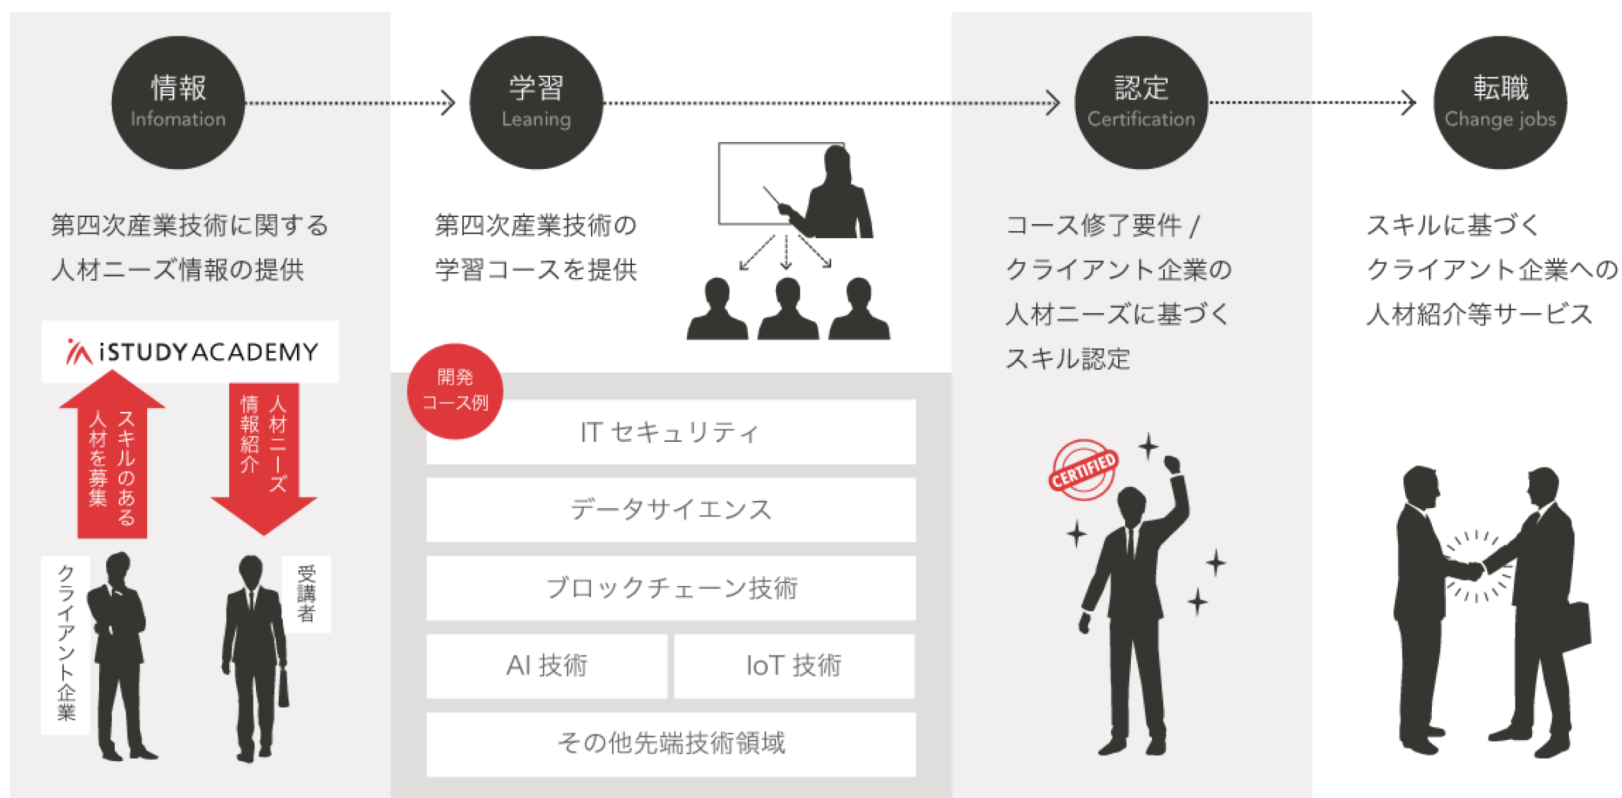 情報
Infomation
学習
Leaning
認定
Certification
転職
Change jobs
第四次産業技術に関する
人材ニーズ情報の提供
iSTUDY ACADEMY
スキルのある
人材を募集
人材ニーズ
情報紹介
クライアント企業
受講者
第四次産業技術の
学習コースを提供
開発
コース例
IT セキュリティ
データサイエンス
ブロックチェーン技術
AI 技術
IoT 技術
その他先端技術領域
コース修了要件 /
クライアント企業の
人材ニーズに基づく
スキル認定
CERTIFIED
スキルに基づく
クライアント企業への
人材紹介等サービス